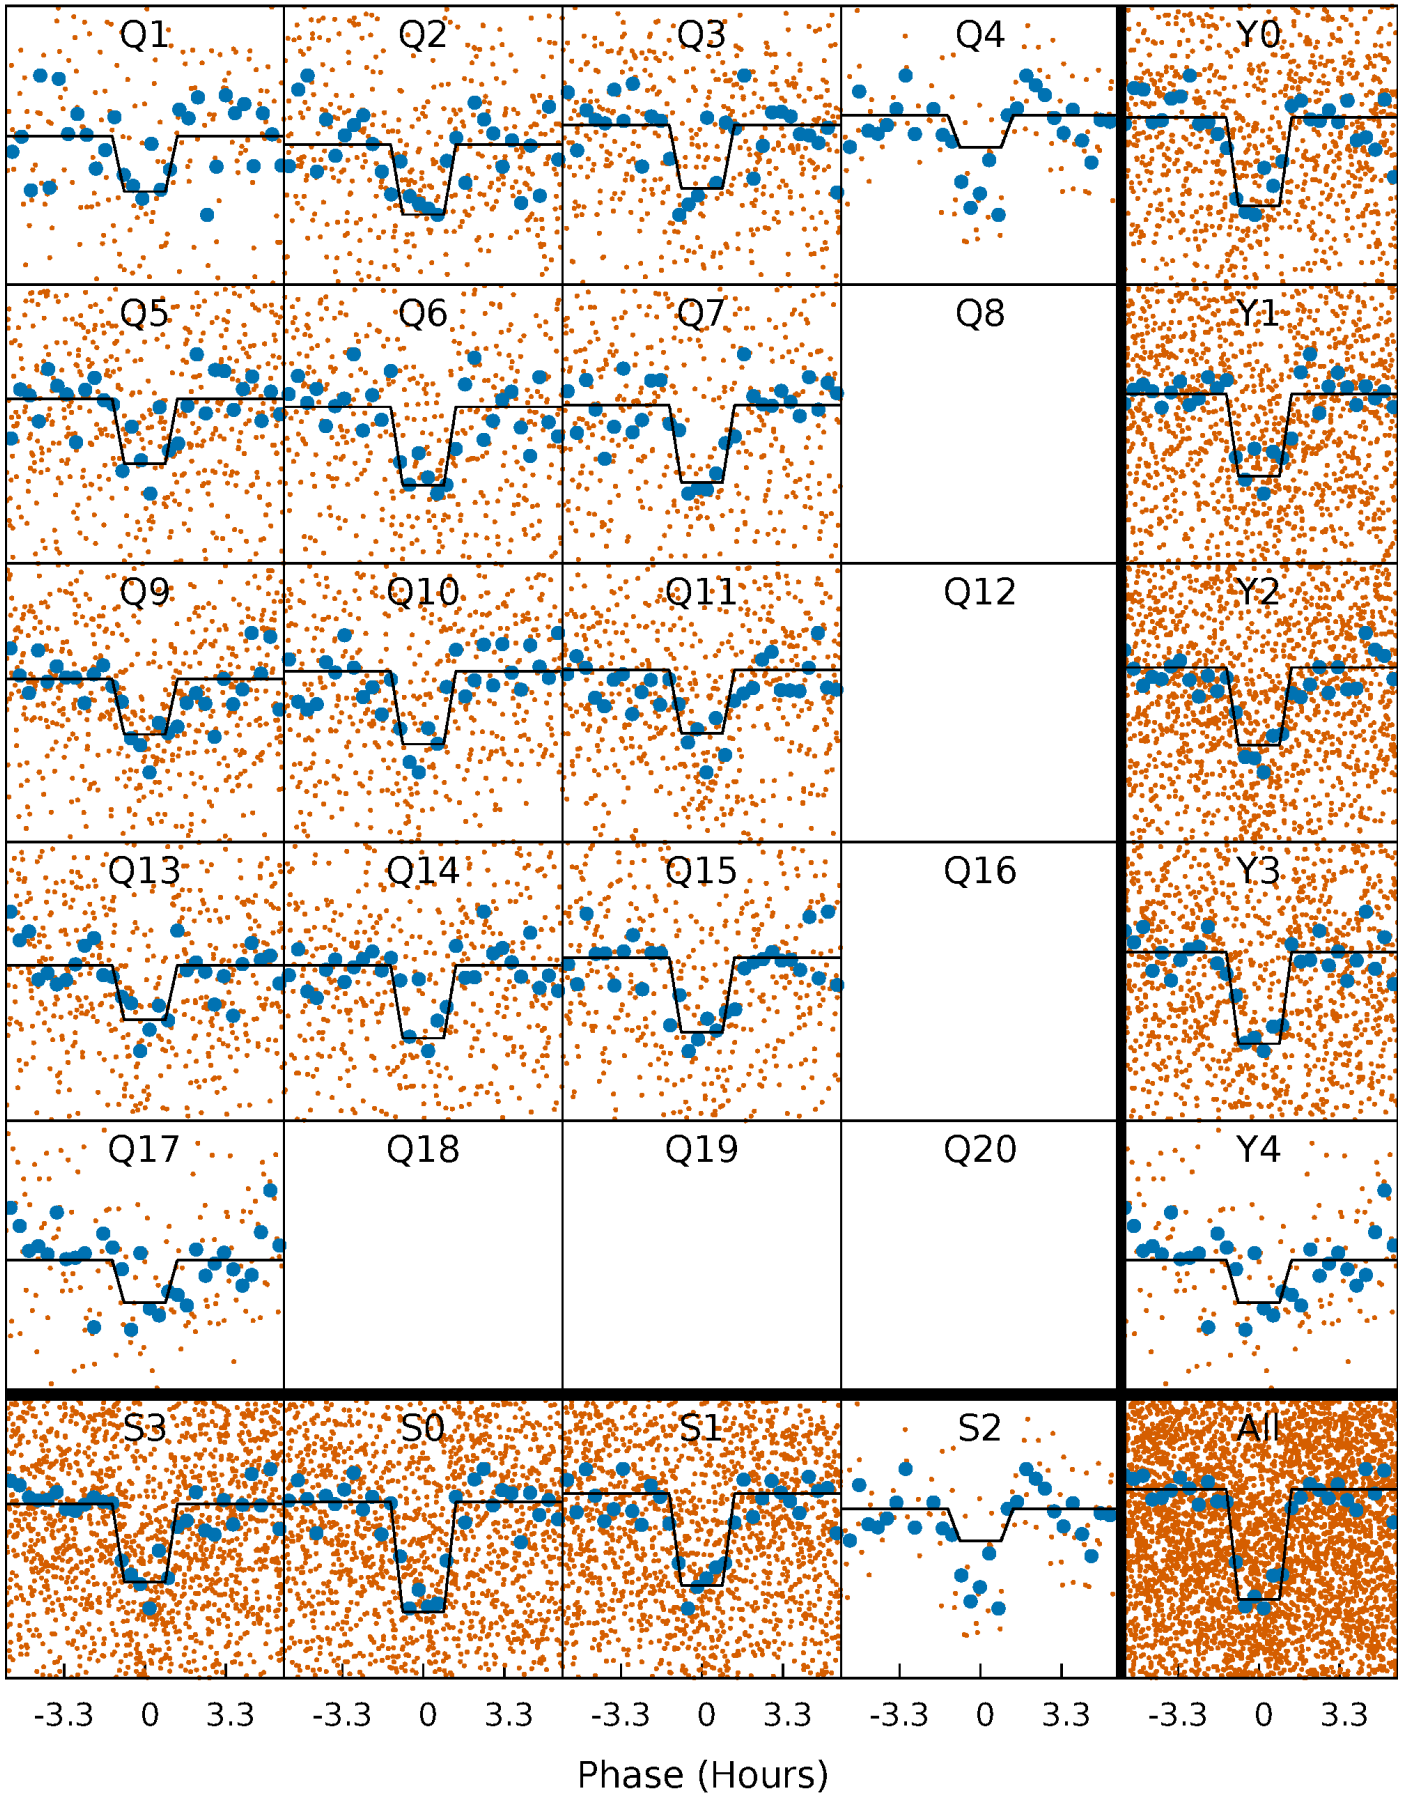 Q1 Q2 Q3 Q4 Y0
Q5 Q6 Q7 Q8 Y1
Q9 Q10 Q11 Q12 Y2
Q13 Q14 Q15 Q16 Y3
Q17 Q18 Q19 Q20 Y4
S3 S0 S1 S2 All
-3.3 0 3.3 -3.3 0 3.3 -3.3 0 3.3 -3.3 0 3.3 -3.3 0 3.3
Phase (Hours)